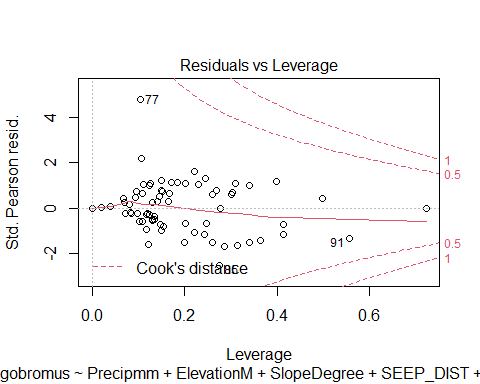 Residuals vs Leverage
Std. Pearson resid.
4
2
0
-2
77
91
1
0.5
0.5
1
Cook's distance
0.0 0.2 0.4 0.6
Leverage
gobromus ~ Precipmm + ElevationM + SlopeDegree + SEEP_DIST +